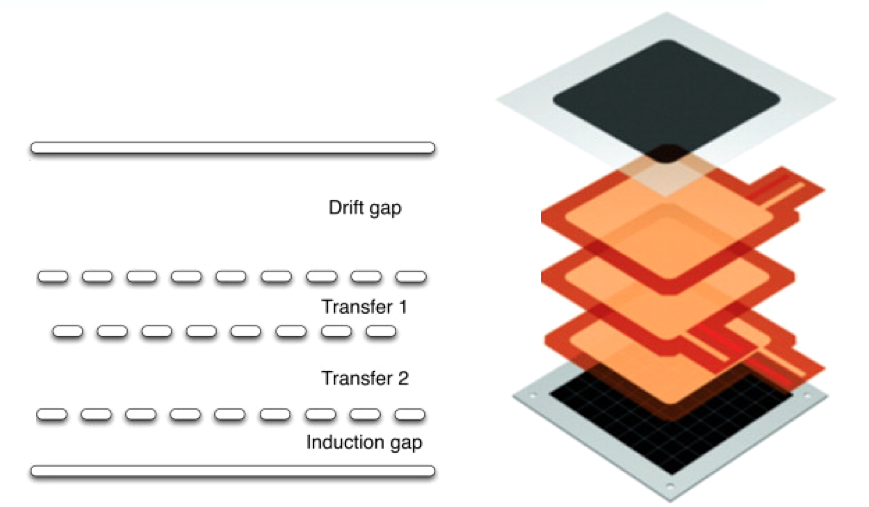 Drift gap
Transfer 1
Transfer 2
Induction gap